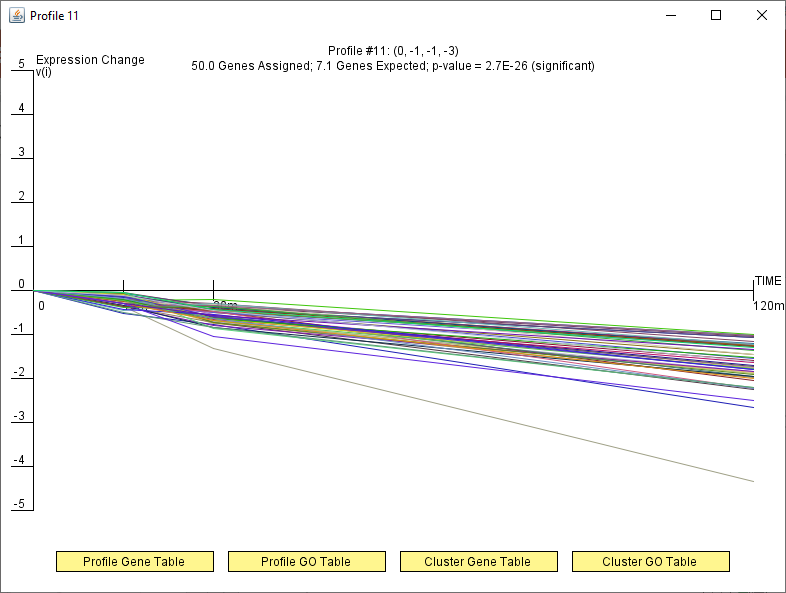 Profile 11
Profile #11: (0, -1, -1, -3)
50.0 Genes Assigned; 7.1 Genes Expected; p-value = 2.7E-26 (significant)
Expression Change
v(i)
5
4
3
2
1
0
-1
-2
-3
-4
-5
0
TIME
120m
Profile Gene Table
Profile GO Table
Cluster Gene Table
Cluster GO Table